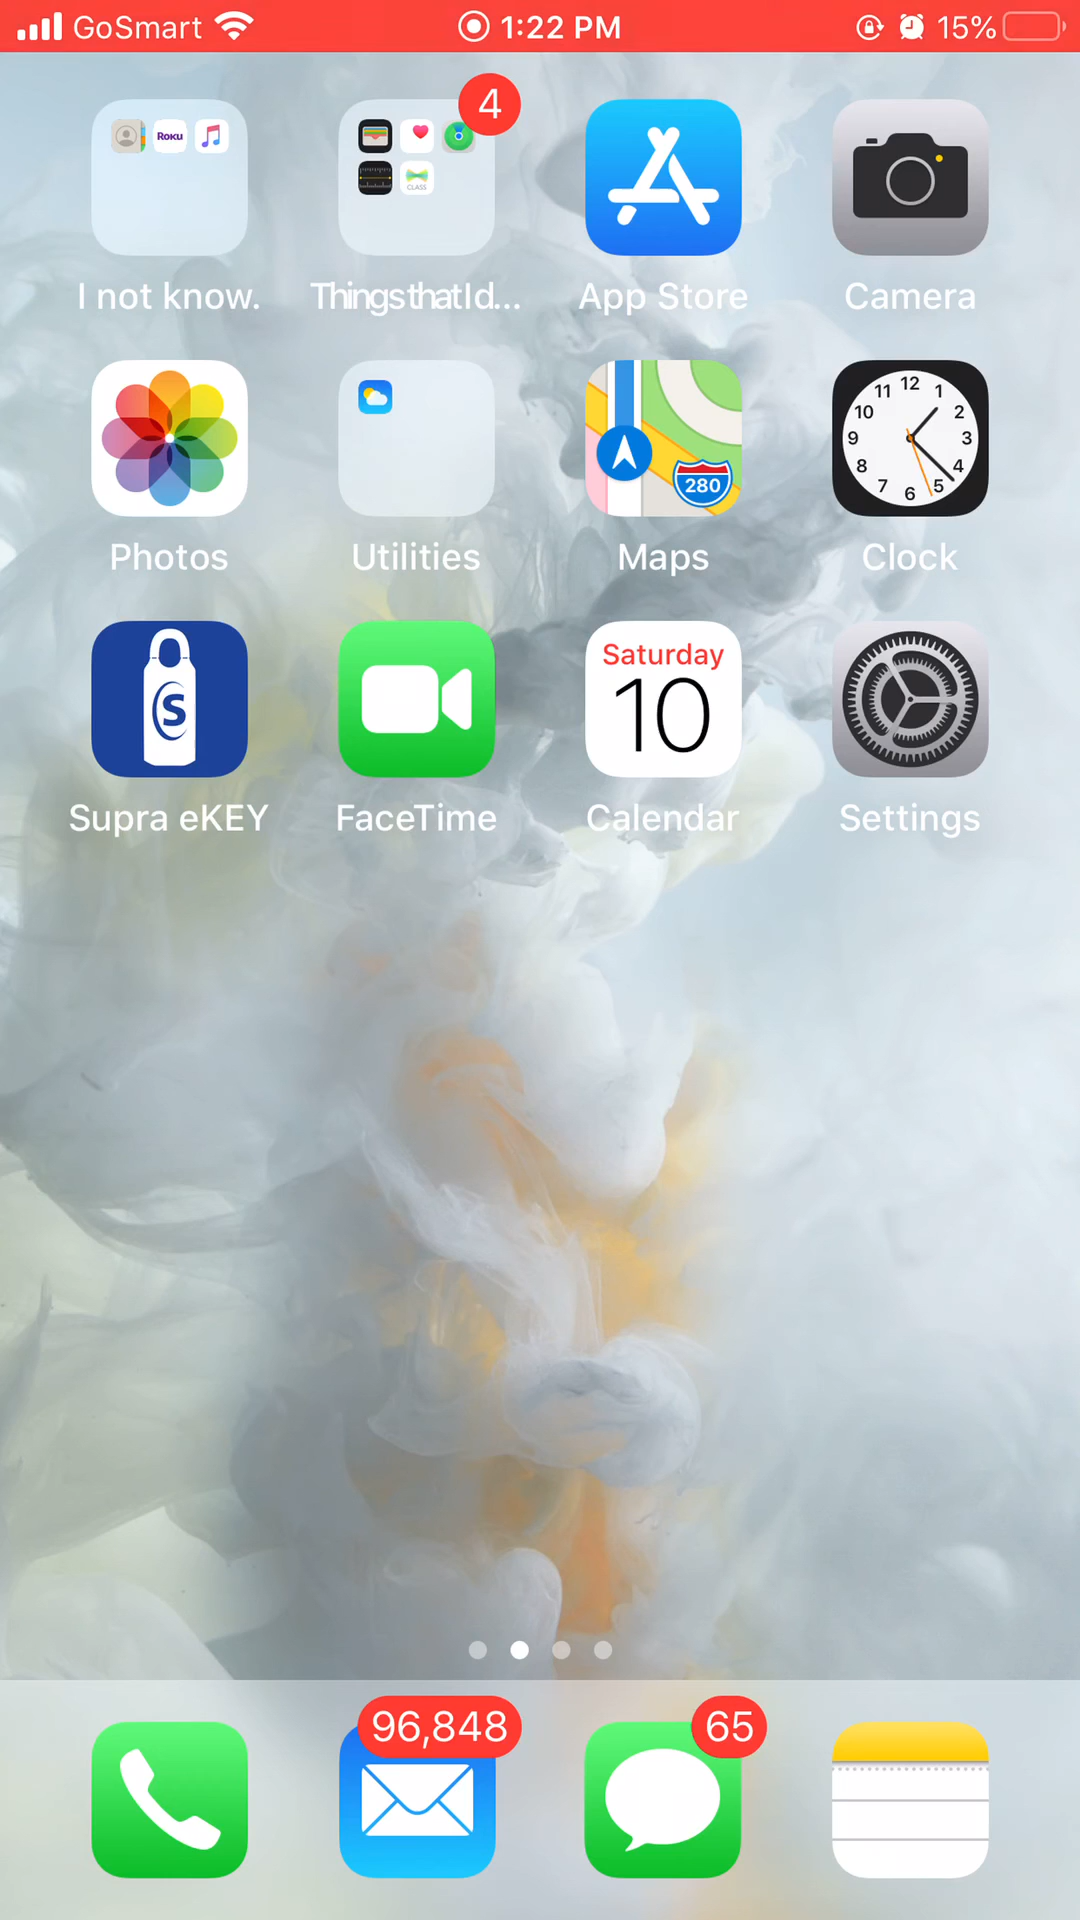 GoSmart 1:22 PM 15%
Roku
4
CLASS
I not know. ThingsthatId... App Store Camera
280
12
11 1
10 2
9 3
8 4
7 5
6
Photos Utilities Maps Clock
S
Saturday
10
Supra eKEY FaceTime Calendar Settings
96,848 65